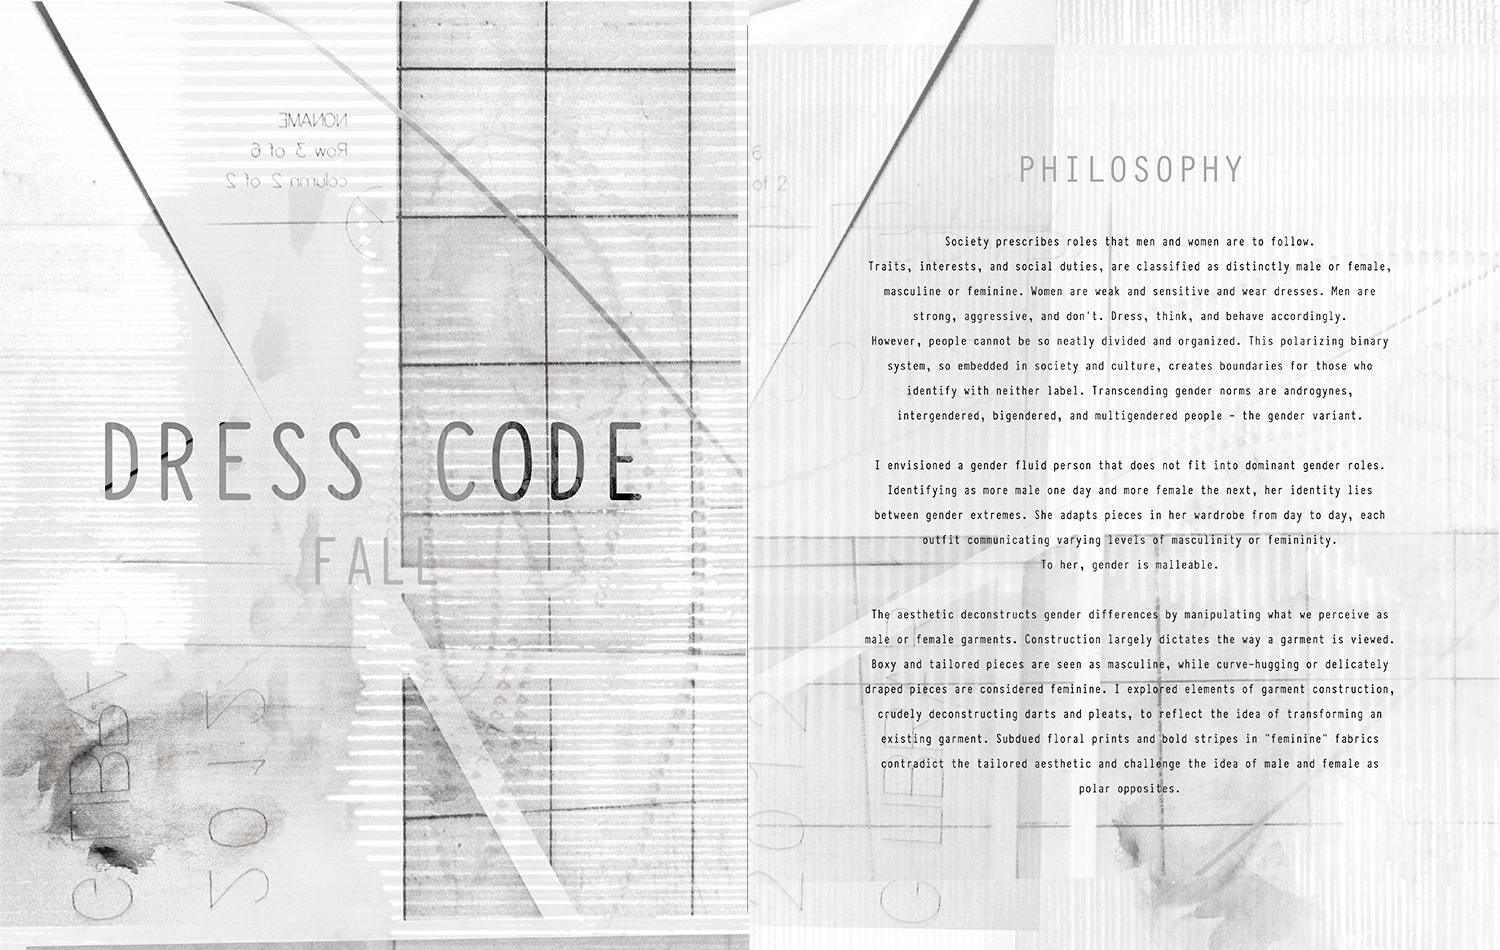 NONAME
Row 3 of 6
column 2 of 2
DRESS CODE
FALL
2012
6
of 2
PHILOSOPHY
Society prescribes roles that men and women are to follow.
Traits, interests, and social duties, are classified as distinctly male or female,
masculine or feminine. Women are weak and sensitive and wear dresses. Men are
strong, aggressive, and don't. Dress, think, and behave accordingly.
However, people cannot be so neatly divided and organized. This polarizing binary
system, so embedded in society and culture, creates boundaries for those who
identify with neither label. Transcending gender norms are androgynes,
intergendered, bigendered, and multigendered people - the gender variant.
I envisioned a gender fluid person that does not fit into dominant gender roles.
Identifying as more male one day and more female the next, her identity lies
between gender extremes. She adapts pieces in her wardrobe from day to day, each
outfit communicating varying levels of masculinity or femininity.
To her, gender is malleable.
The aesthetic deconstructs gender differences by manipulating what we perceive as
male or female garments. Construction largely dictates the way a garment is viewed.
Boxy and tailored pieces are seen as masculine, while curve-hugging or delicately
draped pieces are considered feminine. I explored elements of garment construction,
crudely deconstructing darts and pleats, to reflect the idea of transforming an
existing garment. Subdued floral prints and bold stripes in "feminine" fabrics
contradict the tailored aesthetic and challenge the idea of male and female as
polar opposites.
2012